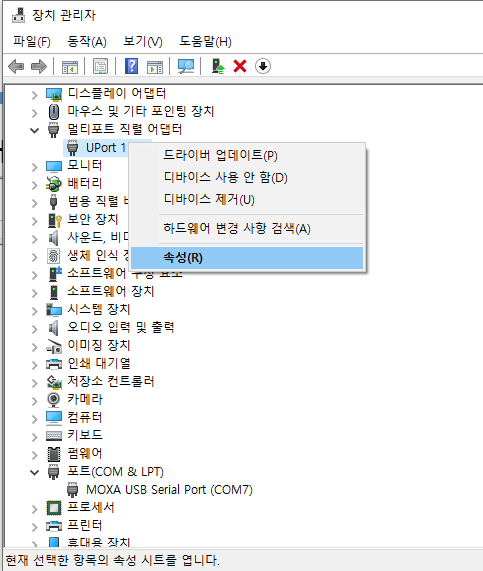 장치 관리자
파일(F) 동작(A) 보기(V) 도움말(H)
디스플레이 어댑터
마우스 및 기타 포인팅 장치
멀티포트 직렬 어댑터
UPort 1
모니터
배터리
범용 직렬
보안 장치
사운드,
생체 인식
소프트웨어 구성 요소
소프트웨어 장치
시스템 장치
오디오 입력 및 출력
이미징 장치
인쇄 대기열
저장소 컨트롤러
카메라
컴퓨터
키보드
펌웨어
포트(COM & LPT)
MOXA USB Serial Port (COM7)
프로세서
프린터
휴대용 장치
드라이버 업데이트(P)
디바이스 사용 안 함(D)
디바이스 제거(U)
하드웨어 변경 사항 검색(A)
속성(R)
현재 선택한 항목의 속성 시트를 엽니다.